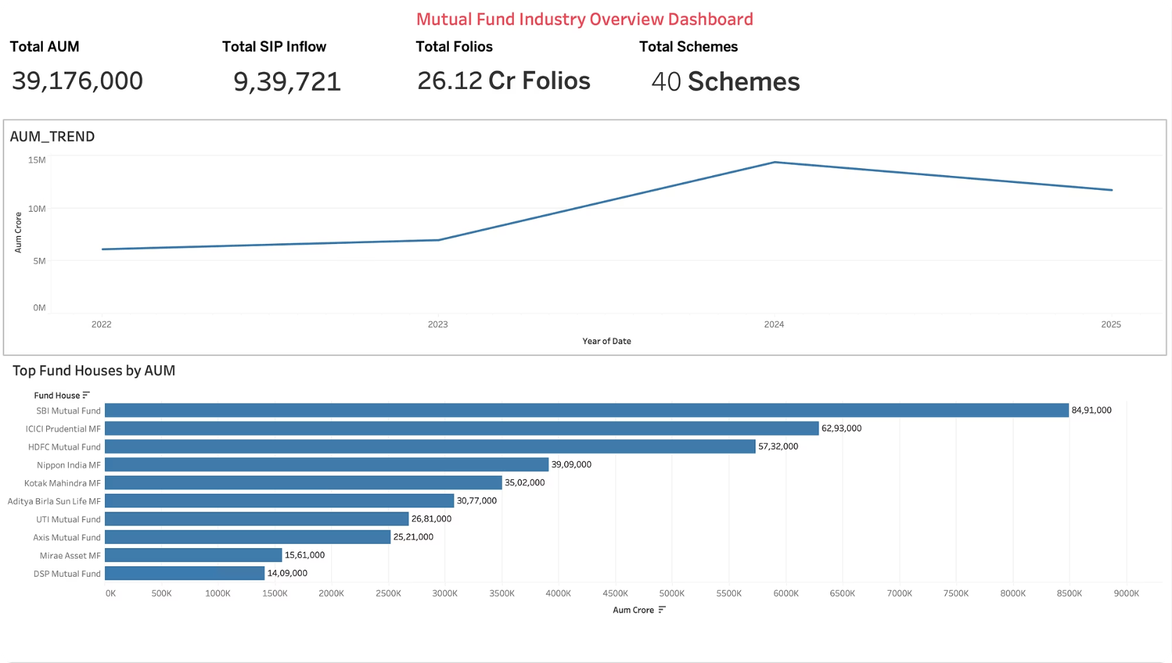 Mutual Fund Industry Overview Dashboard
Total AUM
39,176,000
Total SIP Inflow
9,39,721
Total Folios
26.12 Cr Folios
Total Schemes
40 Schemes
AUM_TREND
15M
10M
5M
0M
Aum Crore
2022 2023 2024 2025
Year of Date
Top Fund Houses by AUM
Fund House
SBI Mutual Fund 84,91,000
ICICI Prudential MF 62,93,000
HDFC Mutual Fund 57,32,000
Nippon India MF 39,09,000
Kotak Mahindra MF 35,02,000
Aditya Birla Sun Life MF 30,77,000
UTI Mutual Fund 26,81,000
Axis Mutual Fund 25,21,000
Mirae Asset MF 15,61,000
DSP Mutual Fund 14,09,000
0K 500K 1000K 1500K 2000K 2500K 3000K 3500K 4000K 4500K 5000K 5500K 6000K 6500K 7000K 7500K 8000K 8500K 9000K
Aum Crore